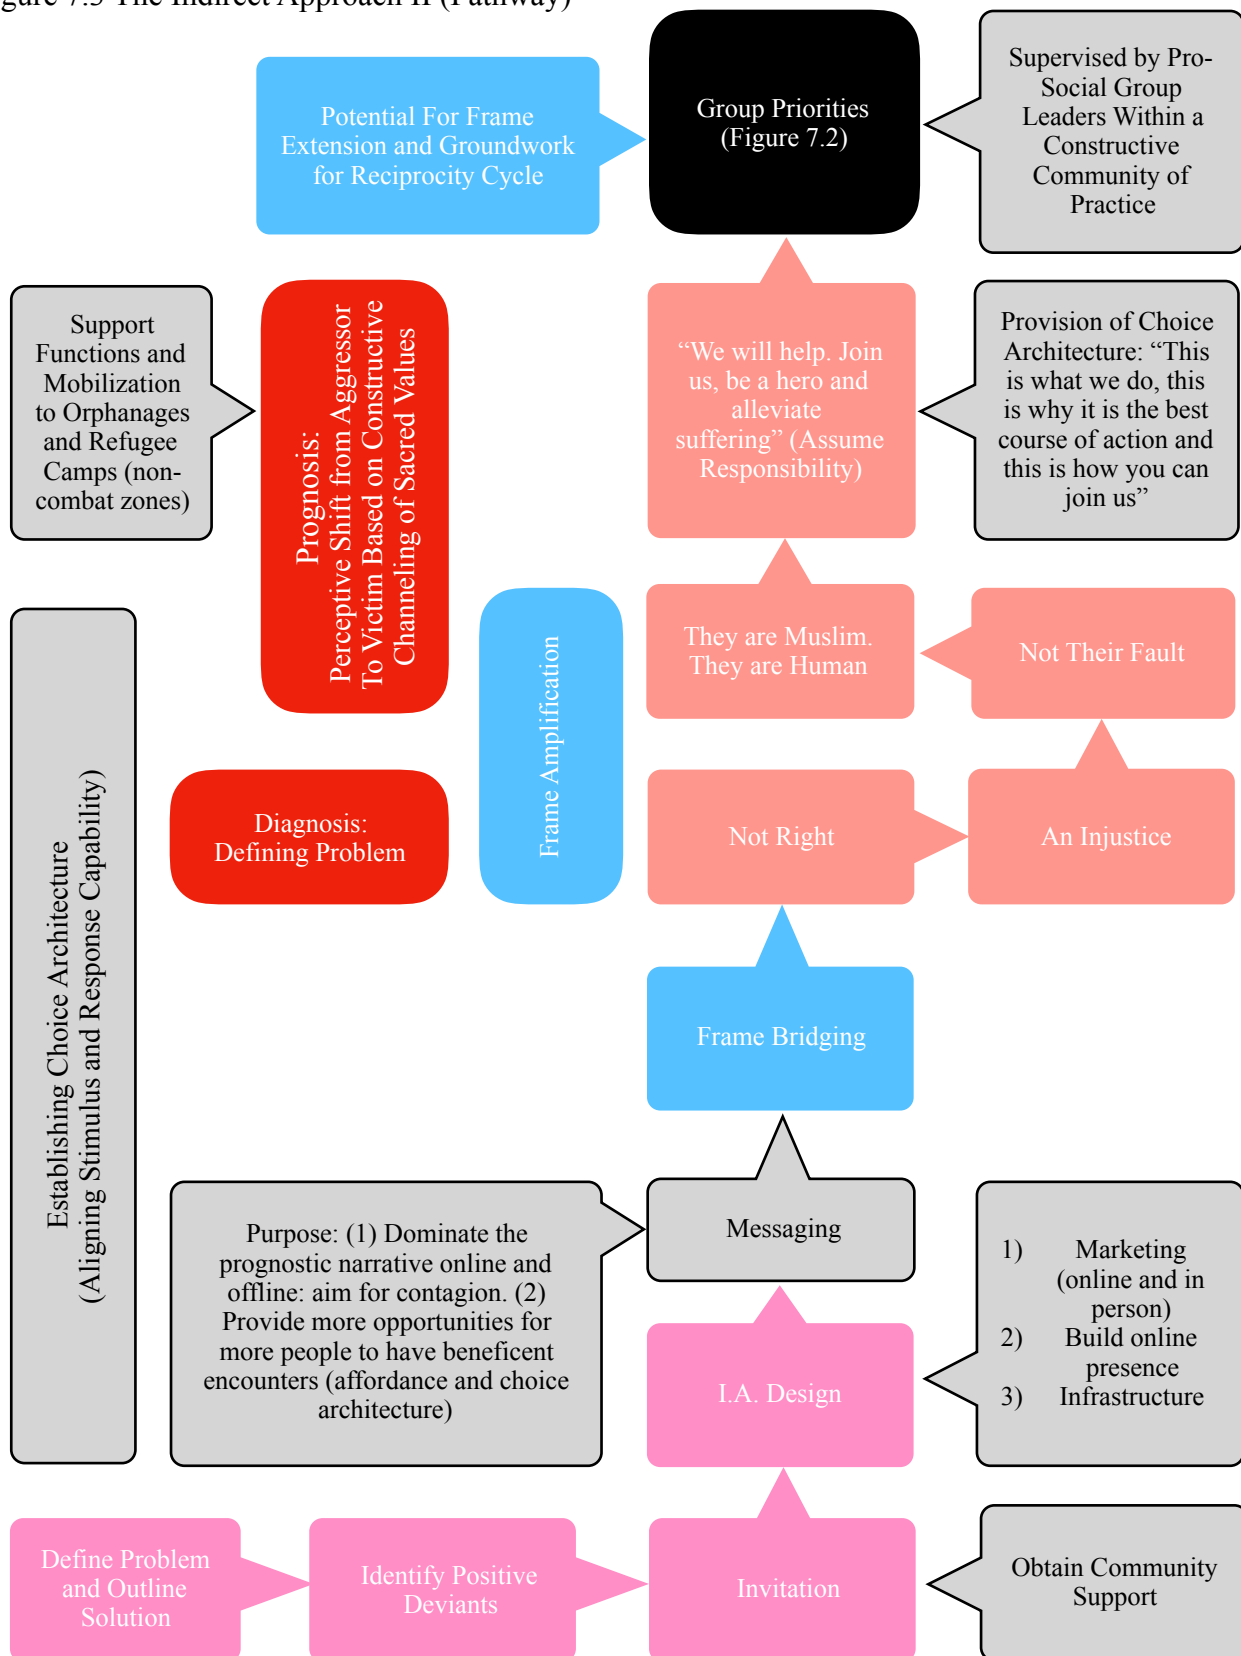 Figure 7.3 The Indirect Approach II (Pathway)
Potential For Frame
Extension and Groundwork
for Reciprocity Cycle
Group Priorities
(Figure 7.2)
Supervised by Pro-
Social Group
Leaders Within a
Constructive
Community of
Practice
Support
Functions and
Mobilization
to Orphanages
and Refugee
Camps (non-
combat zones)
Prognosis:
Perceptive Shift from Aggressor
To Victim Based on Constructive
Channeling of Sacred Values
“We will help. Join
us, be a hero and
alleviate
suffering” (Assume
Responsibility)
Provision of Choice
Architecture: “This
is what we do, this
is why it is the best
course of action and
this is how you can
join us”
Establishing Choice Architecture
(Aligning Stimulus and Response Capability)
Frame Amplification
They are Muslim.
They are Human
Not Their Fault
Diagnosis:
Defining Problem
Not Right
An Injustice
Frame Bridging
Purpose: (1) Dominate the
prognostic narrative online and
offline: aim for contagion. (2)
Provide more opportunities for
more people to have beneficent
encounters (affordance and choice
architecture)
Messaging
1) Marketing
(online and in
person)
2) Build online
presence
3) Infrastructure
I.A. Design
Define Problem
and Outline
Solution
Identify Positive
Deviants
Invitation
Obtain Community
Support